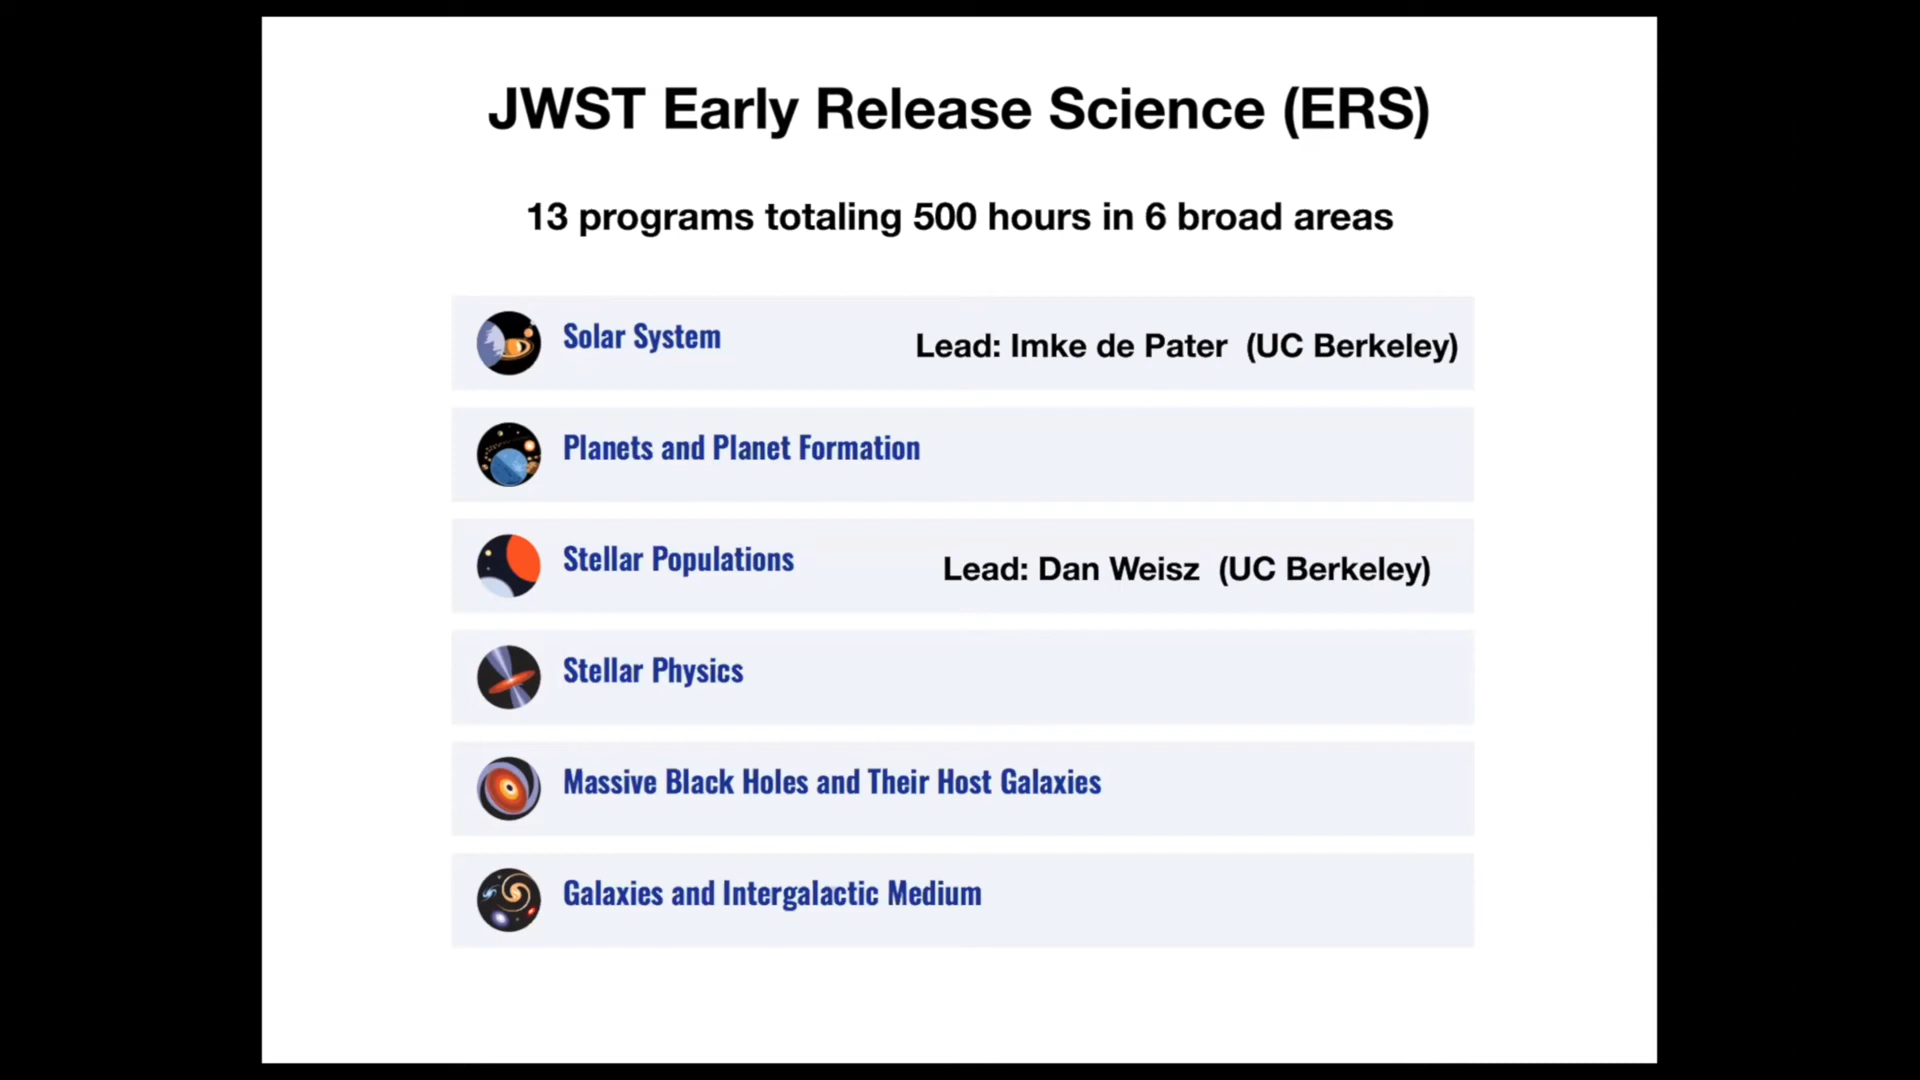 JWST Early Release Science (ERS)
13 programs totaling 500 hours in 6 broad areas
Solar System Lead: Imke de Pater (UC Berkeley)
Planets and Planet Formation
Stellar Populations Lead: Dan Weisz (UC Berkeley)
Stellar Physics
Massive Black Holes and Their Host Galaxies
Galaxies and Intergalactic Medium